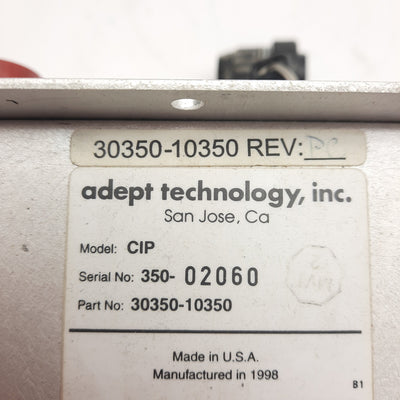 30350-10350 REV:
adept technology, inc.
San Jose, Ca
Model: CIP
Serial No: 350- 02060
Part No: 30350-10350
Made in U.S.A.
Manufactured in 1998
B1